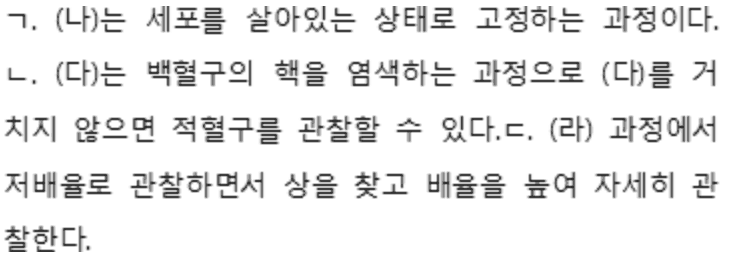 ㄱ. (나)는 세포를 살아있는 상태로 고정하는 과정이다.
ㄴ. (다)는 백혈구의 핵을 염색하는 과정으로 (다)를 거
치지 않으면 적혈구를 관찰할 수 있다.ㄷ. (라) 과정에서
저배율로 관찰하면서 상을 찾고 배율을 높여 자세히 관
찰한다.